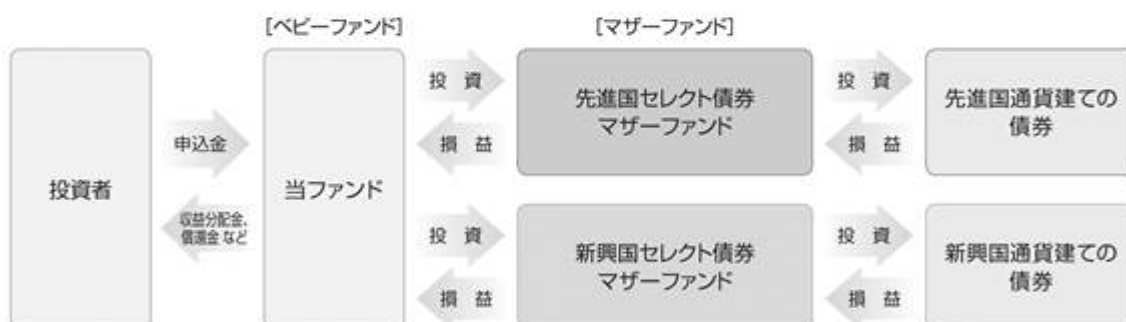 [ベビーファンド]
[マザーファンド]
投資者
申込金
収益分配金、
償還金 など
当ファンド
投 資
損 益
先進国セレクト債券
マザーファンド
投 資
損 益
先進国通貨建ての
債券
投 資
損 益
新興国セレクト債券
マザーファンド
投 資
損 益
新興国通貨建ての
債券